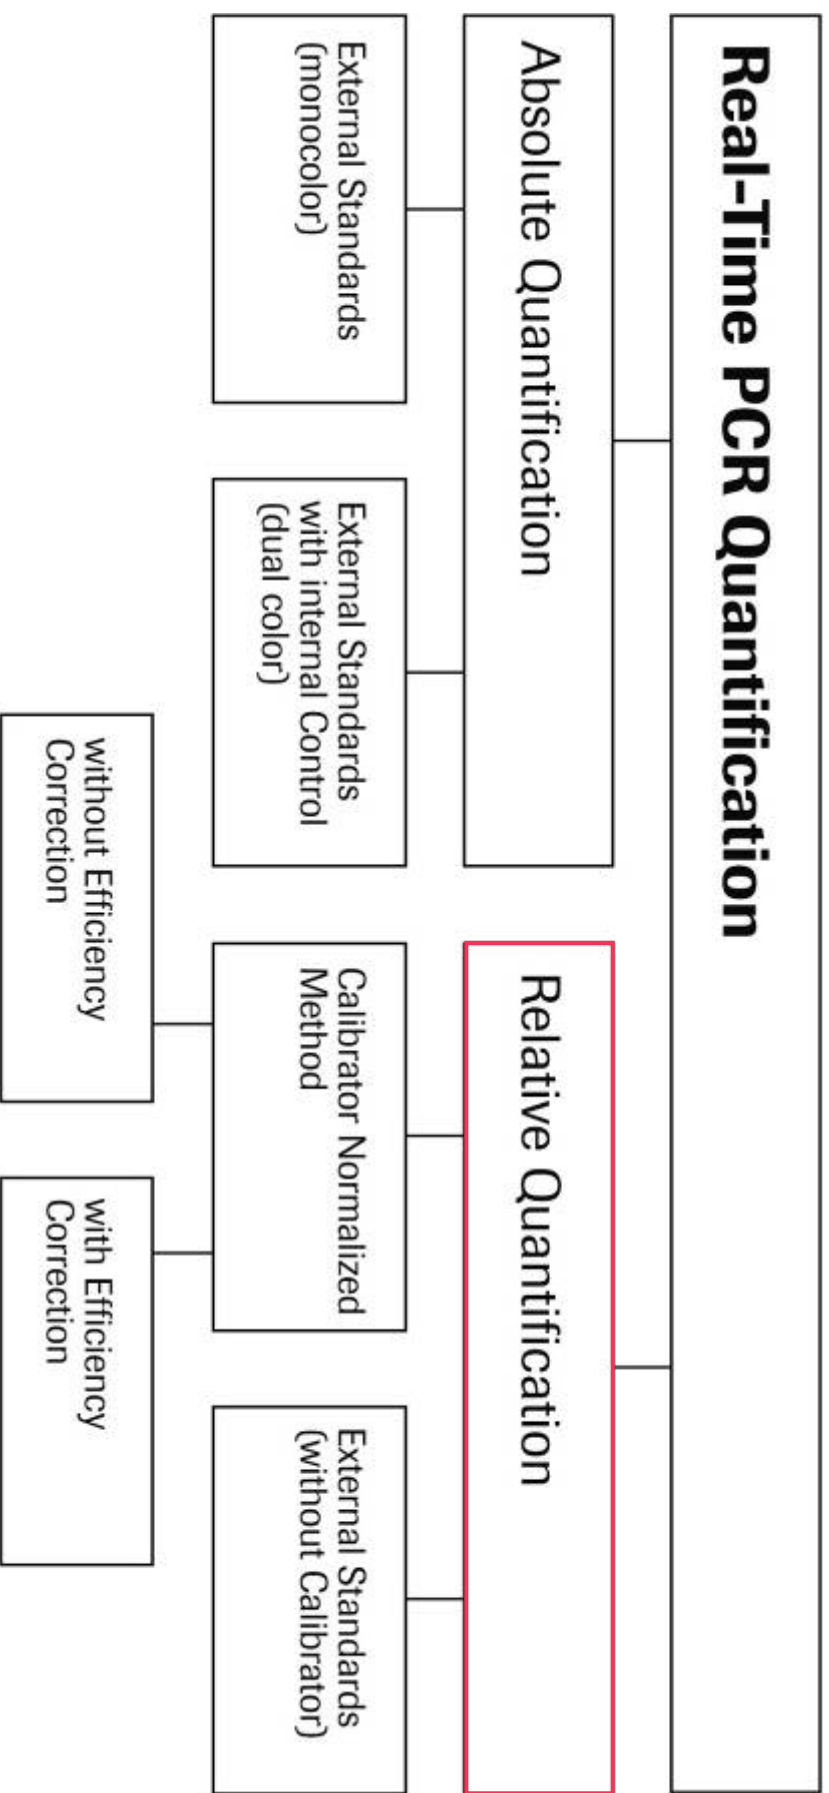 Real-Time PCR Quantification
Absolute Quantification
Relative Quantification
External Standards
(monocolor)
External Standards
with internal Control
(dual color)
Calibrator Normalized
Method
External Standards
(without Calibrator)
without Efficiency
Correction
with Efficiency
Correction